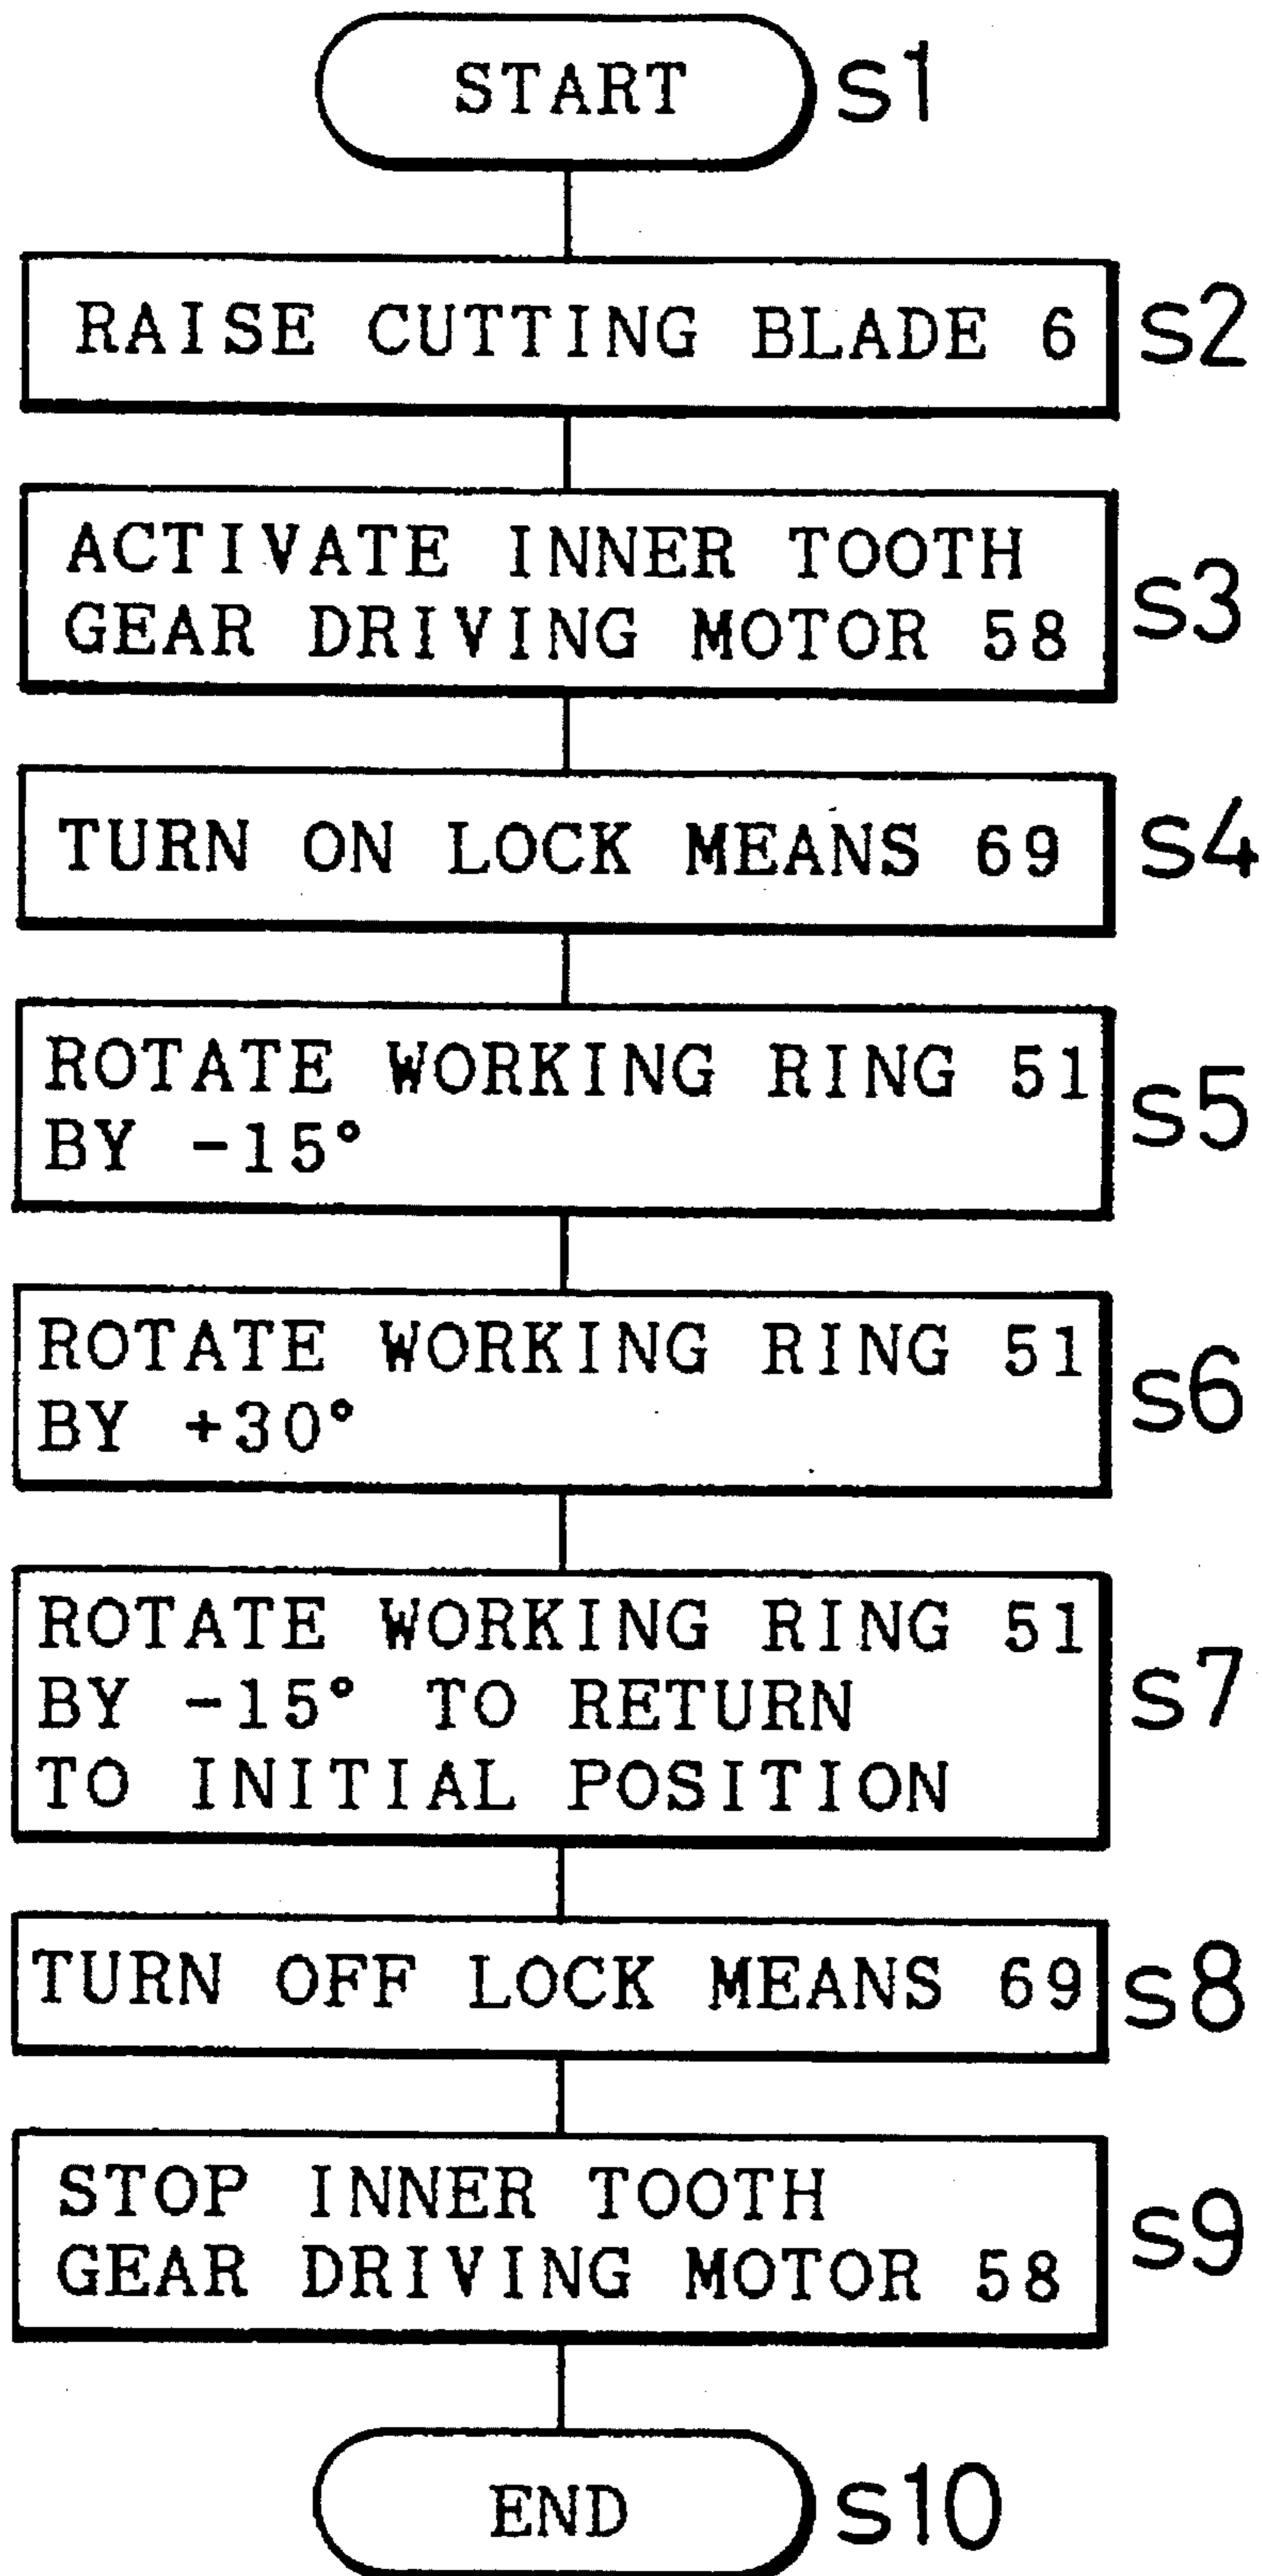 START s1
RAISE CUTTING BLADE 6 s2
ACTIVATE INNER TOOTH
GEAR DRIVING MOTOR 58 s3
TURN ON LOCK MEANS 69 s4
ROTATE WORKING RING 51
BY -15° s5
ROTATE WORKING RING 51
BY +30° s6
ROTATE WORKING RING 51
BY -15° TO RETURN s7
TO INITIAL POSITION
TURN OFF LOCK MEANS 69 s8
STOP INNER TOOTH
GEAR DRIVING MOTOR 58 s9
END s10